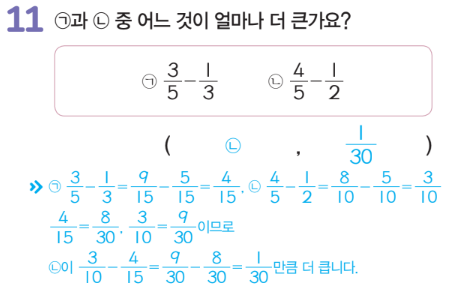 11 ㉠과 ㉡ 중 어느 것이 얼마나 더 큰가요?
㉠ 3/5 - 1/3 ㉡ 4/5 - 1/2
( ㉡ , 1/30 )
» ㉠ 3/5 - 1/3 = 9/15 - 5/15 = 4/15, ㉡ 4/5 - 1/2 = 8/10 - 5/10 = 3/10
4/15 = 8/30, 3/10 = 9/30 이므로
㉡이 3/10 - 4/15 = 9/30 - 8/30 = 1/30 만큼 더 큽니다.